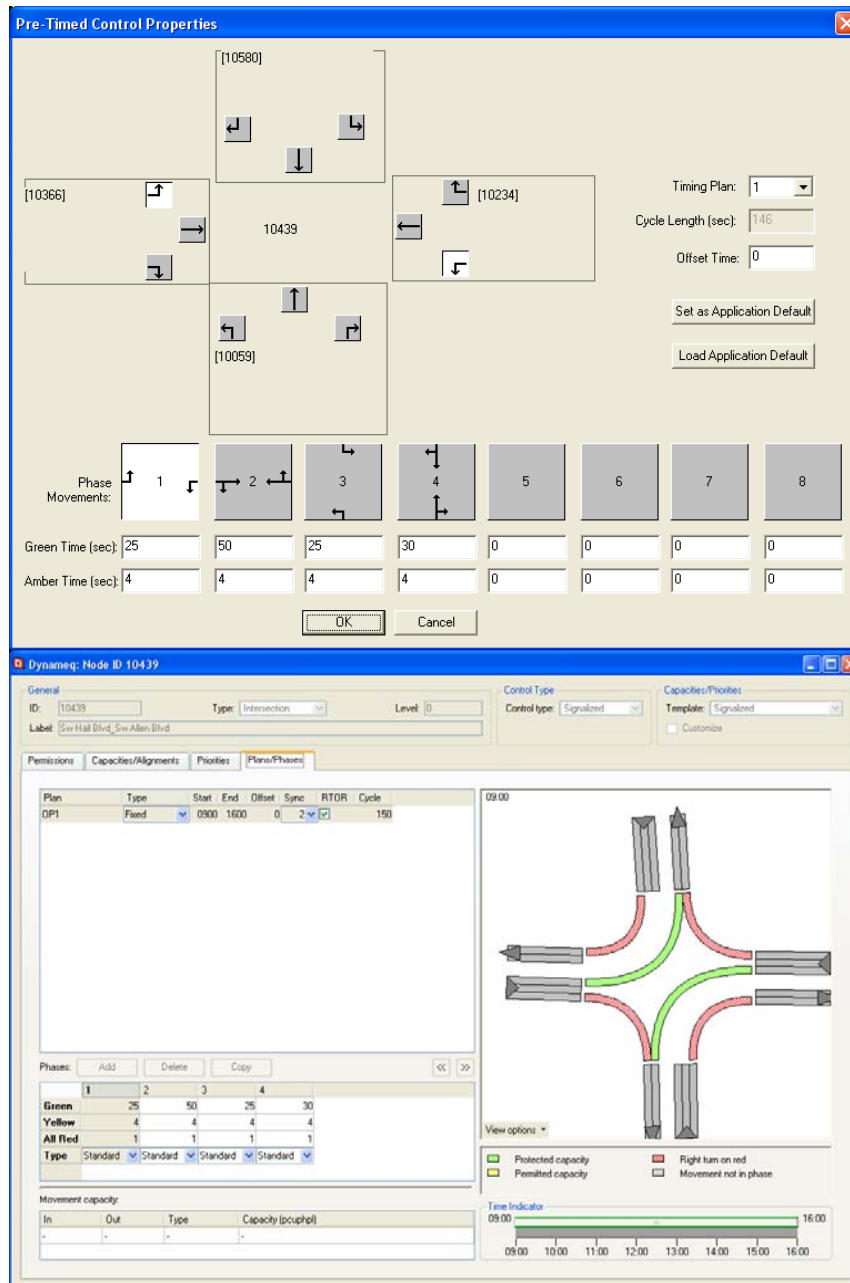 Pre-Timed Control Properties
[10580]
[10366]
[10234]
10439
[10059]
Timing Plan: 1
Cycle Length (sec): 146
Offset Time: 0
Set as Application Default
Load Application Default
Phase Movements: 1 2 3 4 5 6 7 8
Green Time (sec): 25 50 25 30 0 0 0 0
Amber Time (sec): 4 4 4 4 0 0 0 0
OK Cancel
Dynameq: Node ID 10439
General Control Type Capacities/Priorities
ID: 10439 Type: Intersection Level: 0 Control type: Signalized Template: Signalized
Label: Sw Hall Blvd_Sw Allen Blvd Customize
Permissions Capacities/Alignments Priorities Plans/Phases
Plan Type Start End Offset Sync RTOR Cycle
OP1 Fixed 0900 1600 0 2 150
09:00
Phases: Add Delete Copy << >>
1 2 3 4
Green 25 50 25 30
Yellow 4 4 4 4
All Red 1 1 1 1
Type Standard Standard Standard Standard
View options
Protected capacity Right turn on red
Permitted capacity Movement not in phase
Movement capacity:
In Out Type Capacity (pcuphpl)
- - - -
Time Indicator
09:00 16:00
09:00 10:00 11:00 12:00 13:00 14:00 15:00 16:00